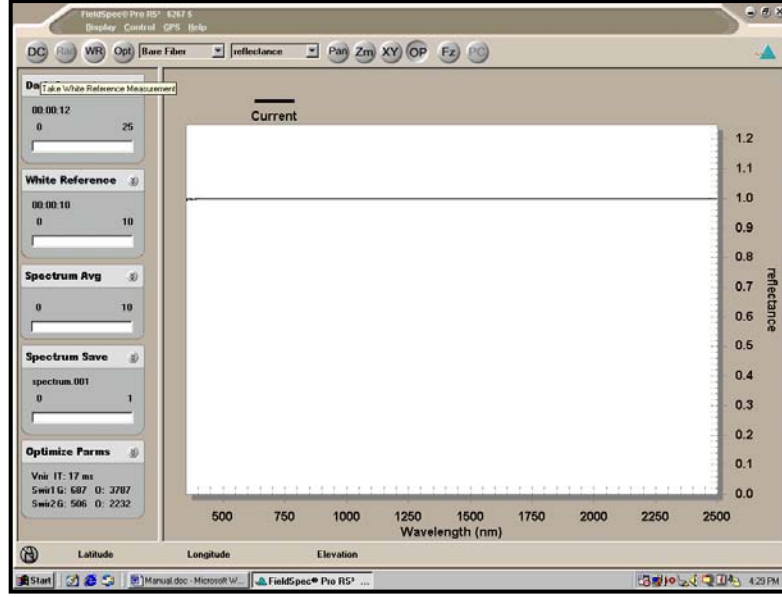 FieldSpec® Pro RS³ 6267 S
Display Control GPS Help
DC Rad WR Opt Bare Fiber reflectance Pan Zm XY OP Fz PC
Da
Take White Reference Measurement
00:00:12
0 25
White Reference
00:00:10
0 10
Spectrum Avg
0 10
Spectrum Save
spectrum.001
0 1
Optimize Parms
Vnir IT: 17 ms
Swir1 G: 687 O: 3787
Swir2 G: 506 O: 2232
Current
1.2
1.1
1.0
0.9
0.8
0.7
0.6
0.5
0.4
0.3
0.2
0.1
0.0
reflectance
500 750 1000 1250 1500 1750 2000 2250 2500
Wavelength (nm)
Latitude Longitude Elevation
Start Manual.doc - Microsoft W... FieldSpec® Pro RS³ ... 4:29 PM